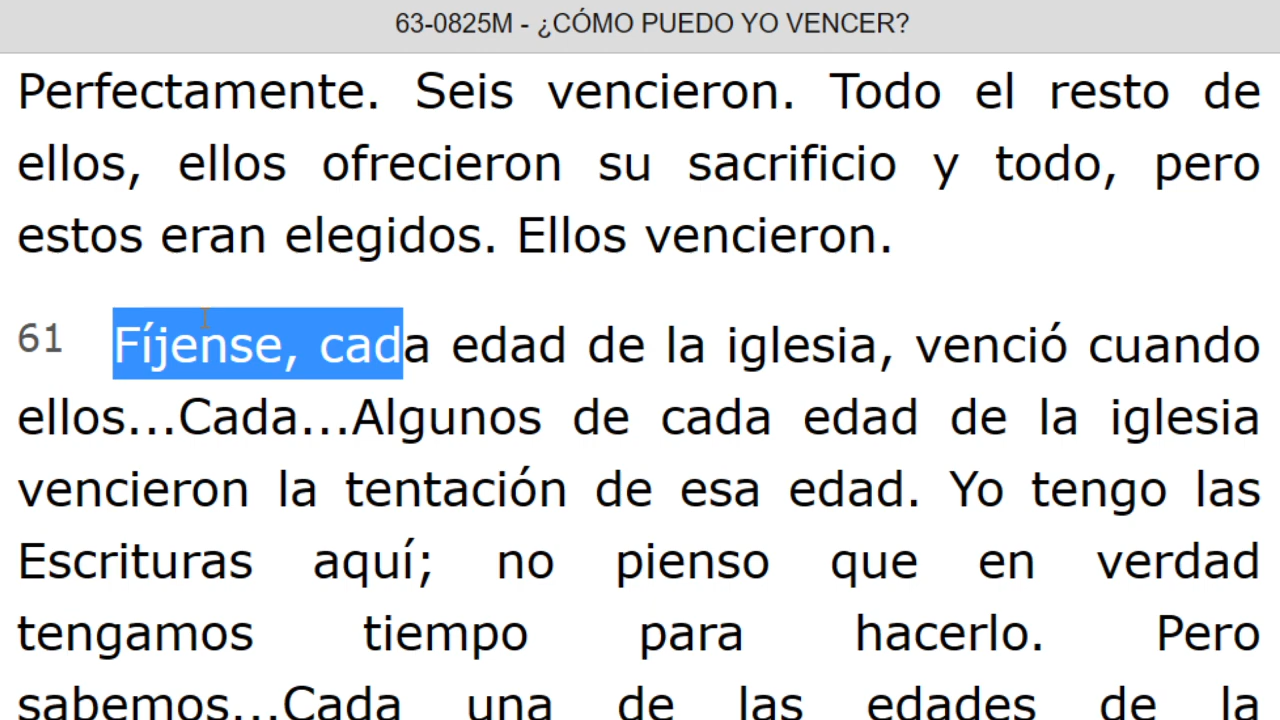 63-0825M - ¿CÓMO PUEDO YO VENCER?
Perfectamente. Seis vencieron. Todo el resto de
ellos, ellos ofrecieron su sacrificio y todo, pero
estos eran elegidos. Ellos vencieron.
61 Fíjense, cada edad de la iglesia, venció cuando
ellos...Cada...Algunos de cada edad de la iglesia
vencieron la tentación de esa edad. Yo tengo las
Escrituras aquí; no pienso que en verdad
tengamos tiempo para hacerlo. Pero
sabemos...Cada una de las edades de la